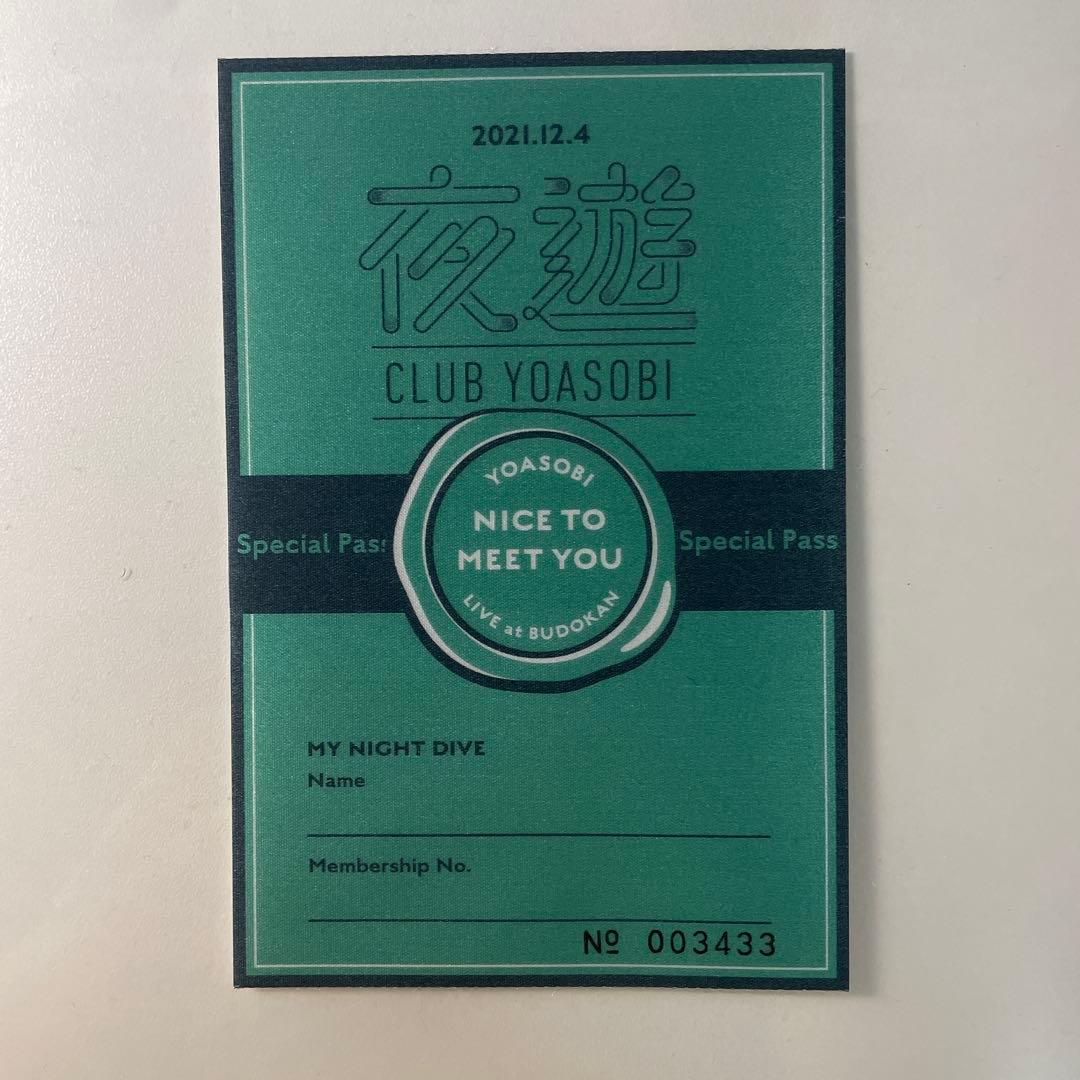 2021.12.4
夜遊
CLUB YOASOBI
YOASOBI
NICE TO
MEET YOU
LIVE at BUDOKAN
Special Pass
Special Pass
MY NIGHT DIVE
Name
Membership No.
Nº 003433